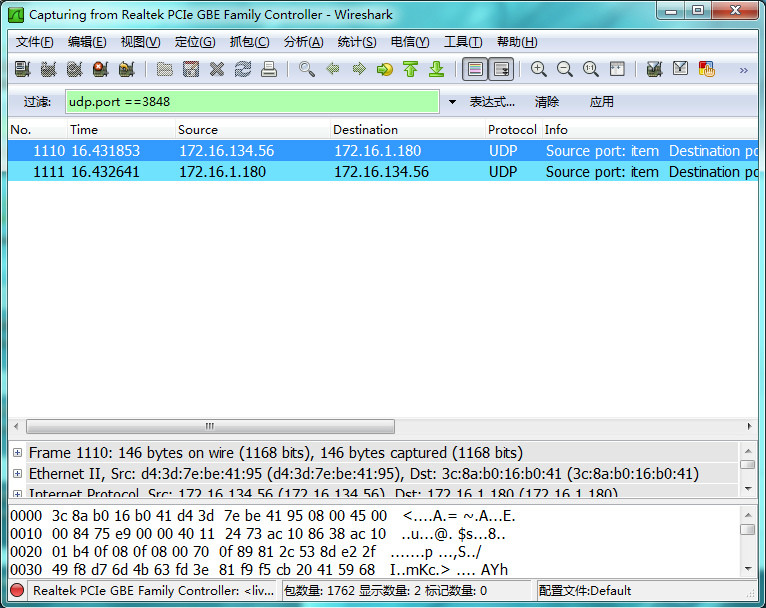 Capturing from Realtek PCIe GBE Family Controller - Wireshark
文件(F) 编辑(E) 视图(V) 定位(G) 抓包(C) 分析(A) 统计(S) 电信(Y) 工具(T) 帮助(H)
过滤: udp.port ==3848 表达式... 清除 应用
No. Time Source Destination Protocol Info
1110 16.431853 172.16.134.56 172.16.1.180 UDP Source port: item Destination po
1111 16.432641 172.16.1.180 172.16.134.56 UDP Source port: item Destination po
Frame 1110: 146 bytes on wire (1168 bits), 146 bytes captured (1168 bits)
Ethernet II, Src: d4:3d:7e:be:41:95 (d4:3d:7e:be:41:95), Dst: 3c:8a:b0:16:b0:41 (3c:8a:b0:16:b0:41)
Internet Protocol, Src: 172.16.134.56 (172.16.134.56), Dst: 172.16.1.180 (172.16.1.180)
0000 3c 8a b0 16 b0 41 d4 3d 7e be 41 95 08 00 45 00 <....A.= ~.A...E.
0010 00 84 75 e9 00 00 40 11 24 73 ac 10 86 38 ac 10 ..u...@. $s...8..
0020 01 b4 0f 08 0f 08 00 70 0f 89 81 2c 53 8d e2 2f .......p ...,S../
0030 49 f8 d7 6d 4b 63 fd 3e 81 f9 f5 cb 20 41 59 68 I..mKc.> .... AYh
Realtek PCIe GBE Family Controller: <liv... 包数量: 1762 显示数量: 2 标记数量: 0 配置文件:Default